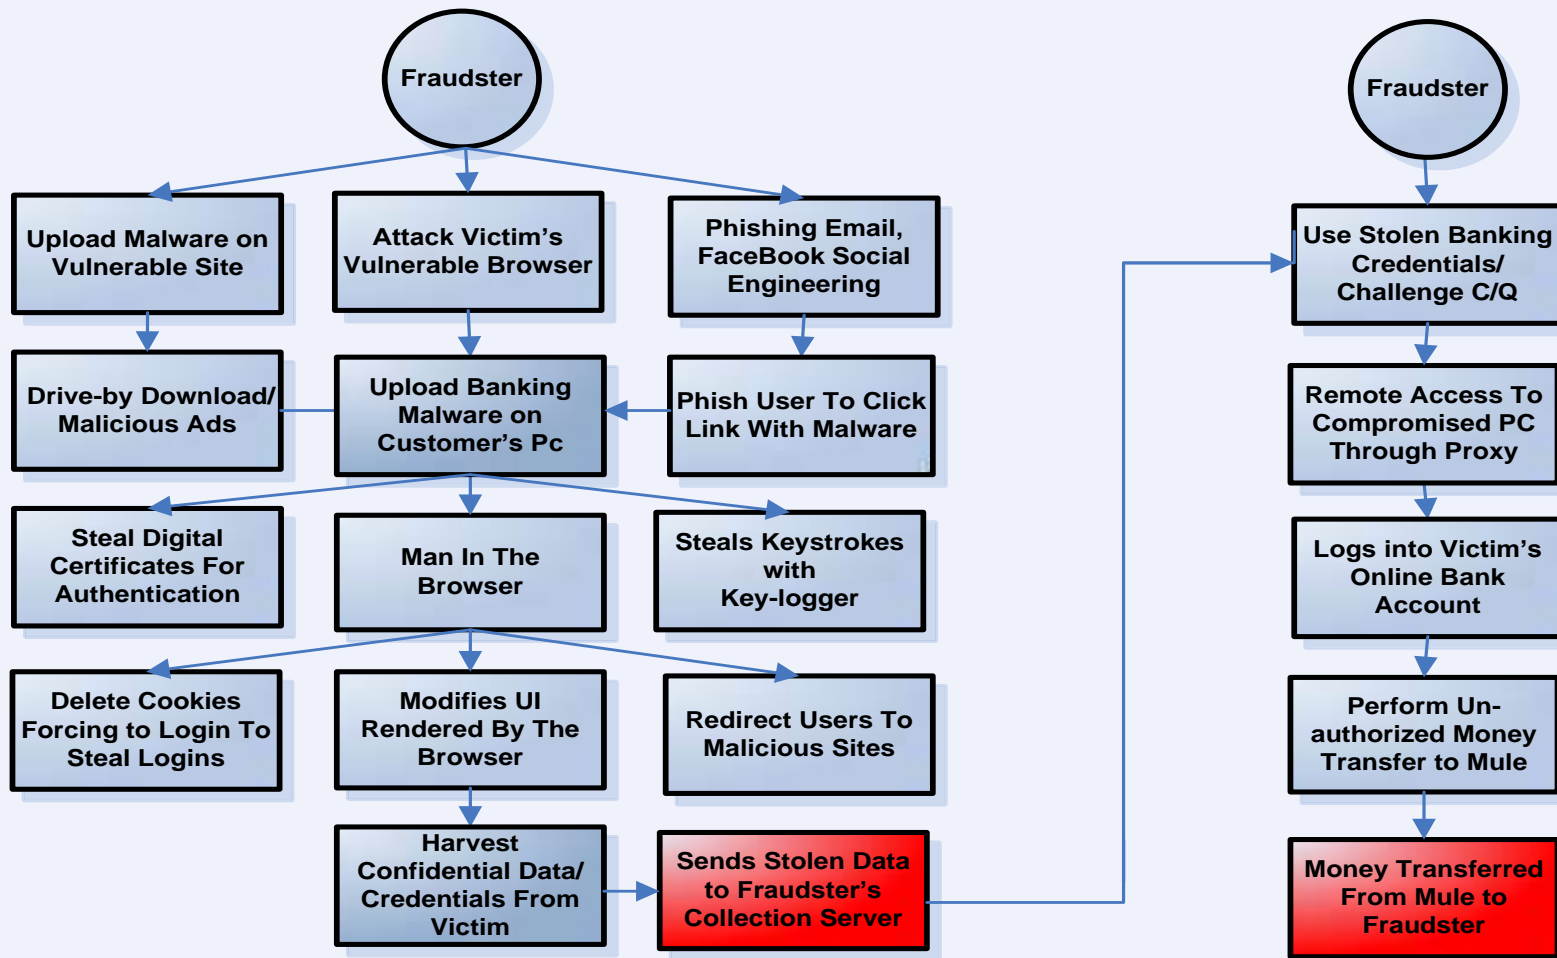 Fraudster
Fraudster
Upload Malware on
Vulnerable Site
Attack Victim's
Vulnerable Browser
Phishing Email,
FaceBook Social
Engineering
Use Stolen Banking
Credentials/
Challenge C/Q
Drive-by Download/
Malicious Ads
Upload Banking
Malware on
Customer's Pc
Phish User To Click
Link With Malware
Remote Access To
Compromised PC
Through Proxy
Steal Digital
Certificates For
Authentication
Man In The
Browser
Steals Keystrokes
with
Key-logger
Logs into Victim's
Online Bank
Account
Delete Cookies
Forcing to Login To
Steal Logins
Modifies UI
Rendered By The
Browser
Redirect Users To
Malicious Sites
Perform Un-
authorized Money
Transfer to Mule
Harvest
Confidential Data/
Credentials From
Victim
Sends Stolen Data
to Fraudster's
Collection Server
Money Transferred
From Mule to
Fraudster